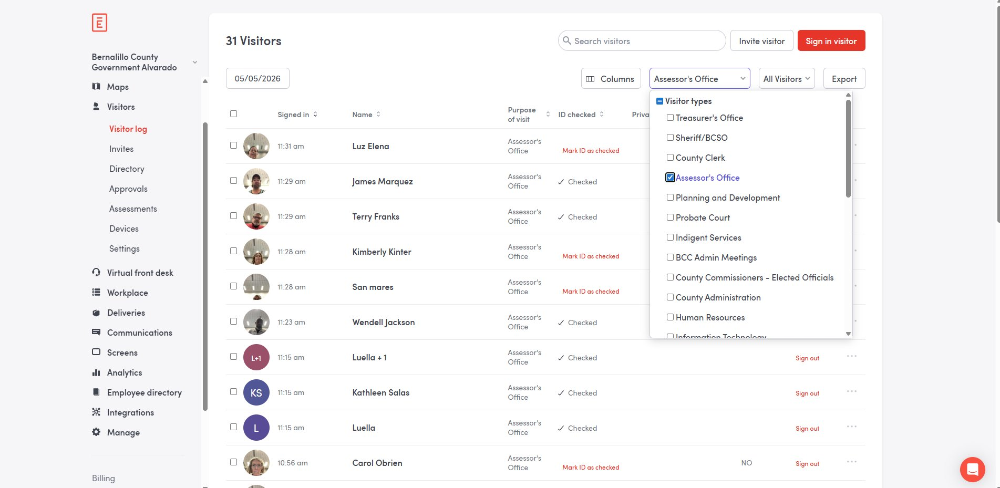 E
Bernalillo County
Government Alvarado
Maps
Visitors
Visitor log
Invites
Directory
Approvals
Assessments
Devices
Settings
Virtual front desk
Workplace
Deliveries
Communications
Screens
Analytics
Employee directory
Integrations
Manage
Billing
31 Visitors
Search visitors
Invite visitor
Sign in visitor
05/05/2026
Columns
Assessor's Office
All Visitors
Export
Signed in
Name
Purpose
of visit
ID checked
Priva
11:31 am
Luz Elena
Assessor's
Office
Mark ID as checked
11:29 am
James Marquez
Assessor's
Office
Checked
11:29 am
Terry Franks
Assessor's
Office
Checked
11:28 am
Kimberly Kinter
Assessor's
Office
Mark ID as checked
11:28 am
San mares
Assessor's
Office
Mark ID as checked
11:23 am
Wendell Jackson
Assessor's
Office
Checked
L+1
11:15 am
Luella + 1
Assessor's
Office
Checked
Sign out
KS
11:15 am
Kathleen Salas
Assessor's
Office
Checked
Sign out
L
11:15 am
Luella
Assessor's
Office
Checked
Sign out
10:56 am
Carol Obrien
Assessor's
Office
Mark ID as checked
NO
Sign out
Visitor types
Treasurer's Office
Sheriff/BCSO
County Clerk
Assessor's Office
Planning and Development
Probate Court
Indigent Services
BCC Admin Meetings
County Commissioners - Elected Officials
County Administration
Human Resources
Information Technology